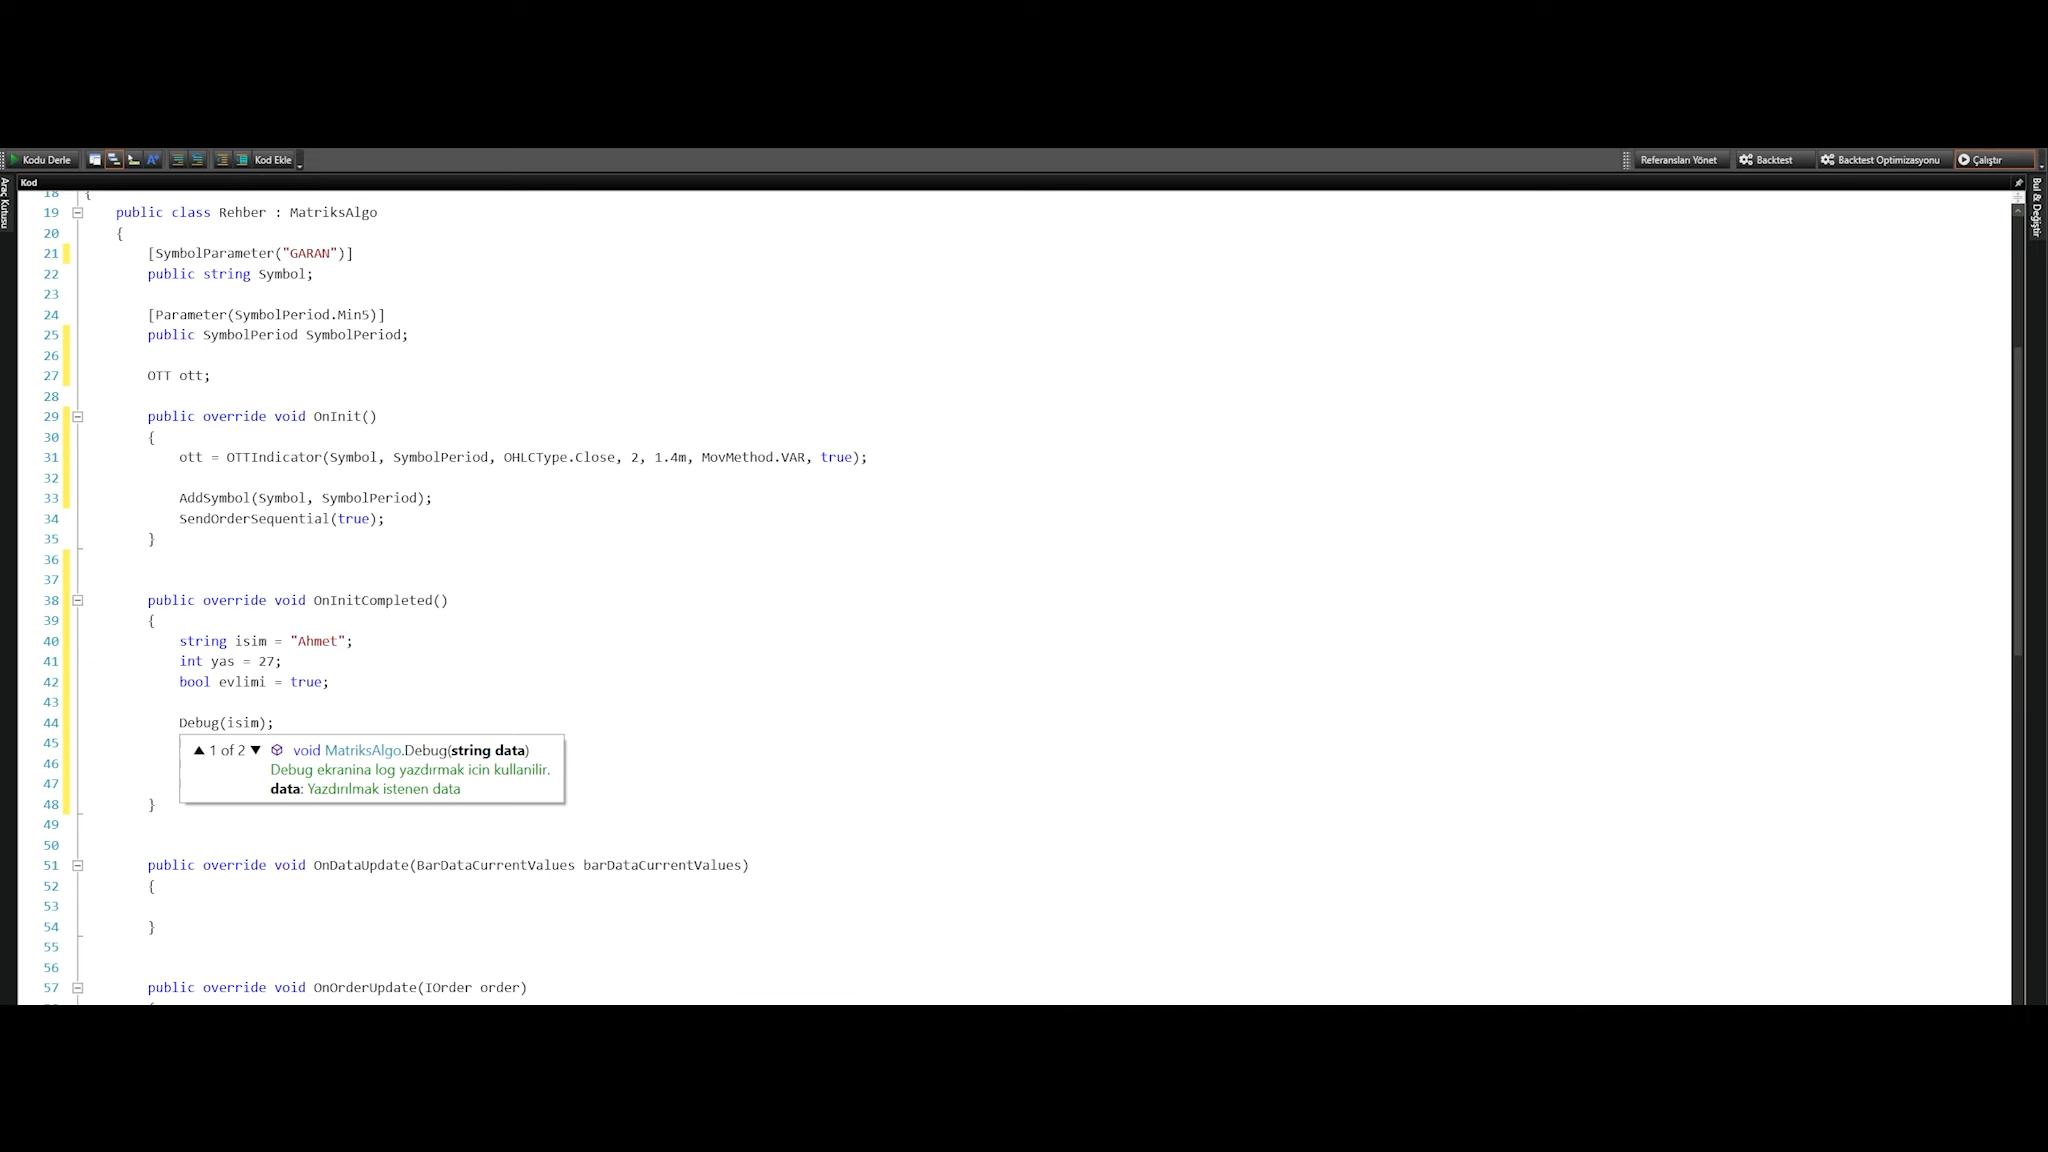 Kodu Derle Kod Ekle Referansları Yönet Backtest Backtest Optimizasyonu Çalıştır
Araç Kutusu
Kod
Bul & Değiştir
18 {
19 public class Rehber : MatriksAlgo
20 {
21 [SymbolParameter("GARAN")]
22 public string Symbol;
23
24 [Parameter(SymbolPeriod.Min5)]
25 public SymbolPeriod SymbolPeriod;
26
27 OTT ott;
28
29 public override void OnInit()
30 {
31 ott = OTTIndicator(Symbol, SymbolPeriod, OHLCType.Close, 2, 1.4m, MovMethod.VAR, true);
32
33 AddSymbol(Symbol, SymbolPeriod);
34 SendOrderSequential(true);
35 }
36
37
38 public override void OnInitCompleted()
39 {
40 string isim = "Ahmet";
41 int yas = 27;
42 bool evlimi = true;
43
44 Debug(isim);
45 ▲ 1 of 2 ▼ void MatriksAlgo.Debug(string data)
46 Debug ekranina log yazdırmak icin kullanilir.
47 data: Yazdırılmak istenen data
48 }
49
50
51 public override void OnDataUpdate(BarDataCurrentValues barDataCurrentValues)
52 {
53
54 }
55
56
57 public override void OnOrderUpdate(IOrder order)